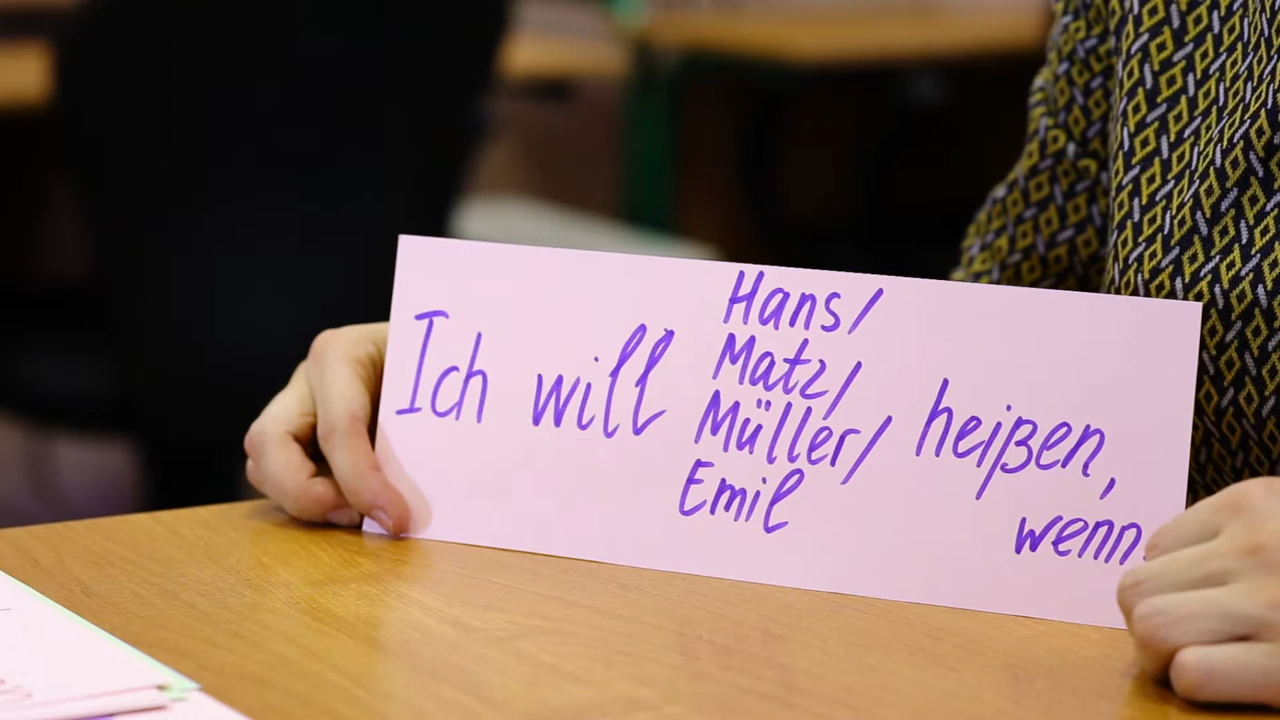 Ich will Hans/
Matz/
Müller/
Emil
heißen,
wenn